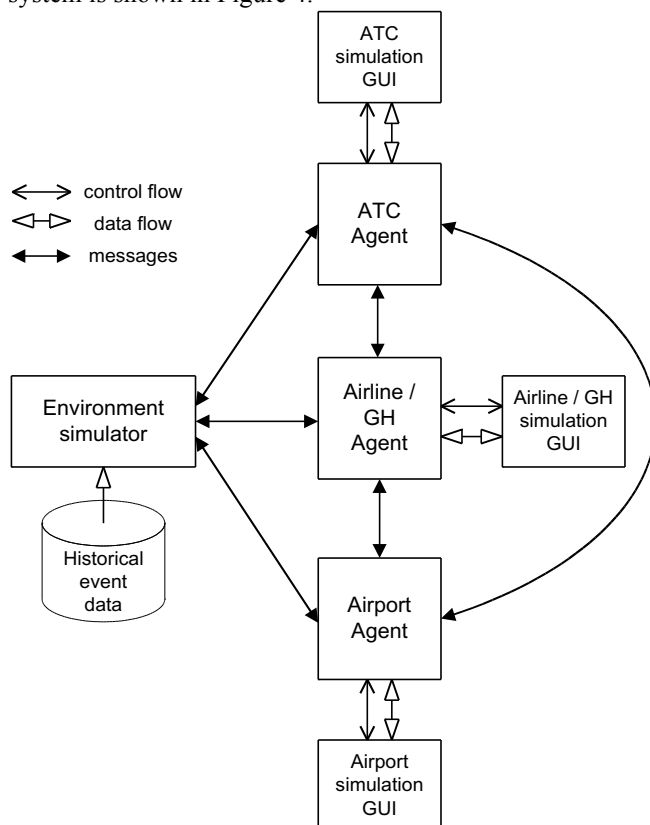 system is shown in Figure 4.
ATC
simulation
GUI
control flow
data flow
messages
ATC
Agent
Environment
simulator
Airline /
GH
Agent
Airline / GH
simulation
GUI
Historical
event
data
Airport
Agent
Airport
simulation
GUI